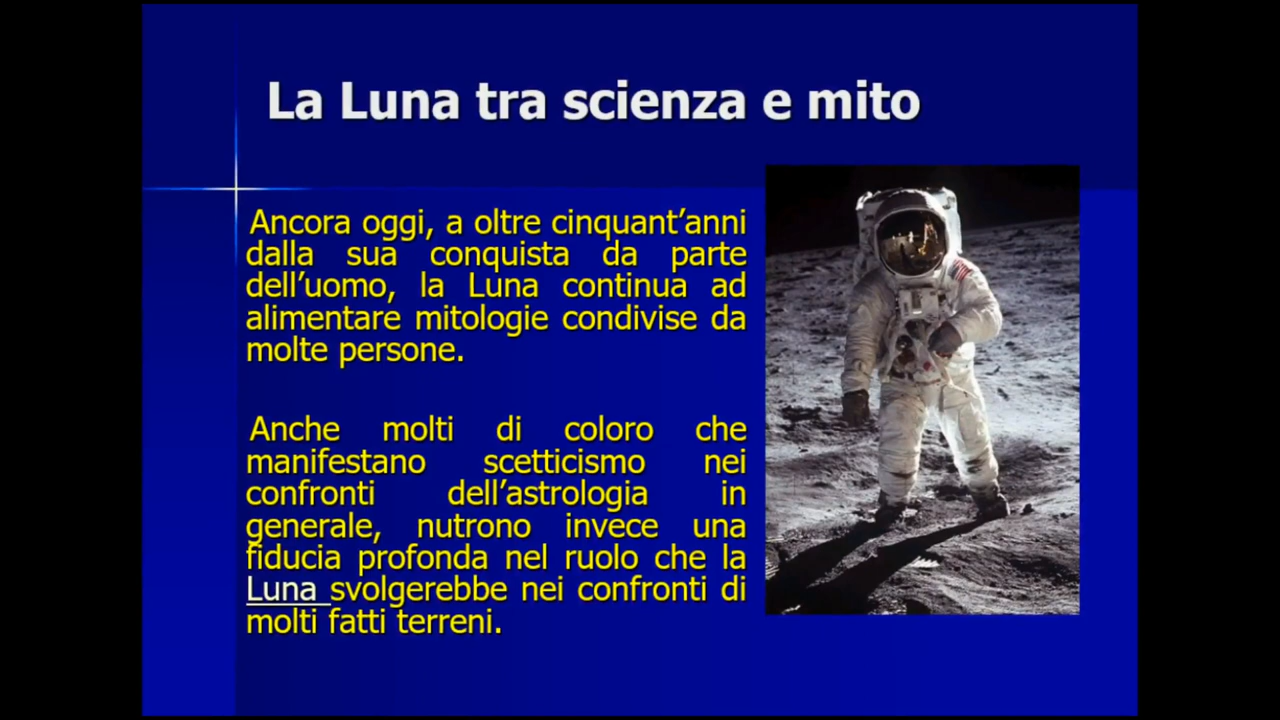 La Luna tra scienza e mito
Ancora oggi, a oltre cinquant’anni
dalla sua conquista da parte
dell’uomo, la Luna continua ad
alimentare mitologie condivise da
molte persone.
Anche molti di coloro che
manifestano scetticismo nei
confronti dell’astrologia in
generale, nutrono invece una
fiducia profonda nel ruolo che la
Luna svolgerebbe nei confronti di
molti fatti terreni.